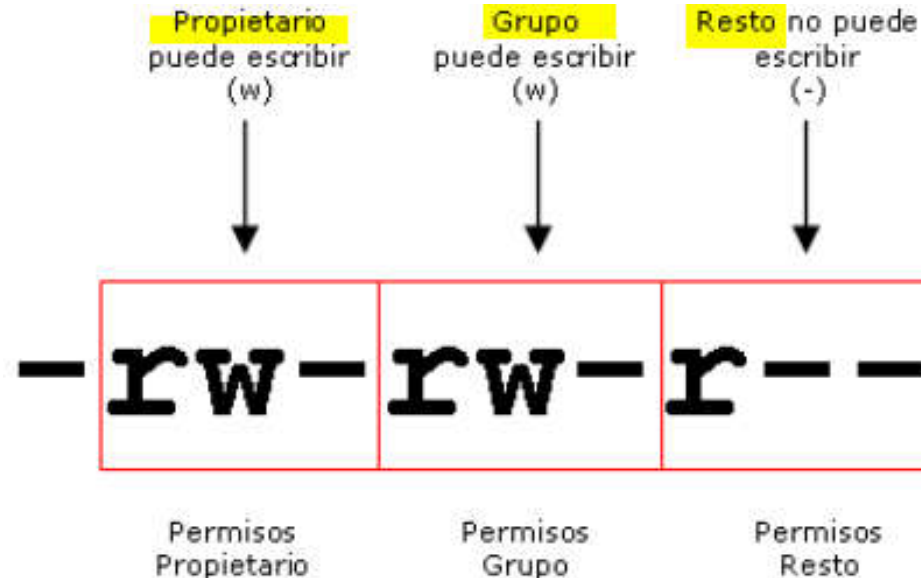 Propietario
puede escribir
(w)
Grupo
puede escribir
(w)
Resto no puede
escribir
(-)
-rw-rw-r--
Permisos
Propietario
Permisos
Grupo
Permisos
Resto